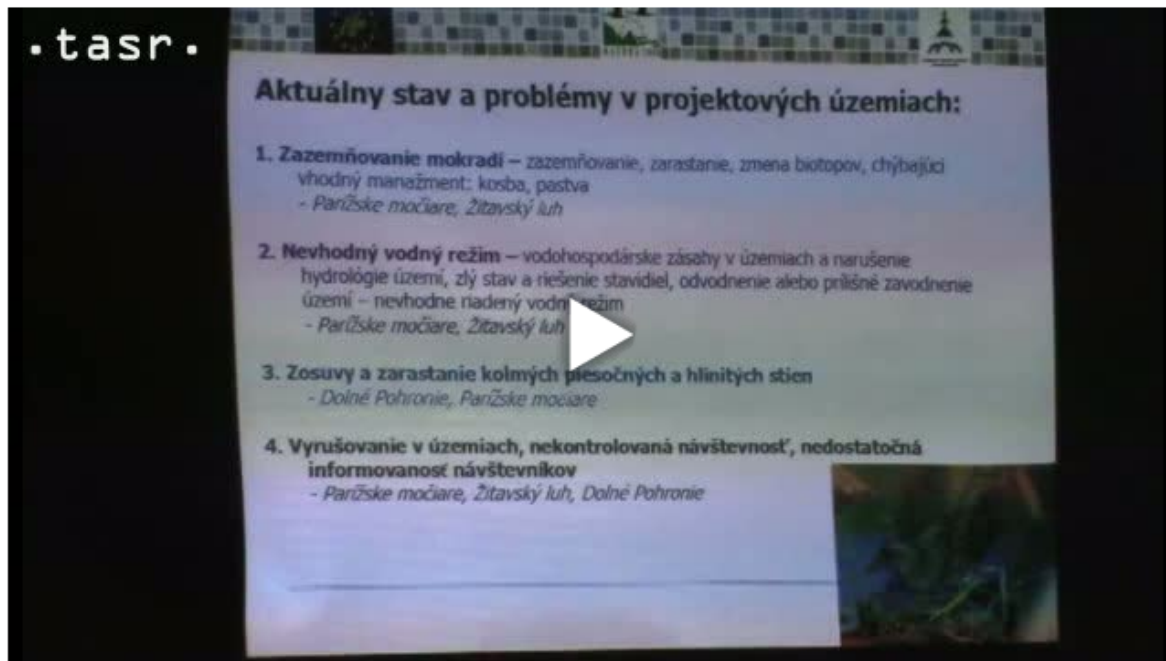 .tasr.
Aktuálny stav a problémy v projektových územiach:
1. Zazemňovanie mokradí – zazemňovanie, zarastanie, zmena biotopov, chýbajúci
vhodný manažment: kosba, pastva
- Parížske močiare, Žitavský luh
2. Nevhodný vodný režim – vodohospodárske zásahy v územiach a narušenie
hydrológie území, zlý stav a riešenie stavidiel, odvodnenie alebo prílišné zavodnenie
území – nevhodne riadený vodný režim
- Parížske močiare, Žitavský luh
3. Zosuvy a zarastanie kolmých piesočných a hlinitých stien
- Dolné Pohronie, Parížske močiare
4. Vyrušovanie v územiach, nekontrolovaná návštevnosť, nedostatočná
informovanosť návštevníkov
- Parížske močiare, Žitavský luh, Dolné Pohronie